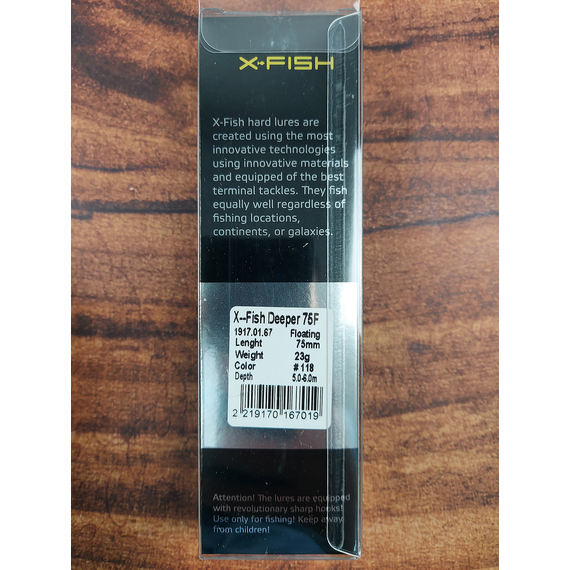 X-FISH
X-Fish hard lures are
created using the most
innovative technologies
using innovative materials
and equipped of the best
terminal tackles. They fish
equally well regardless of
fishing locations,
continents, or galaxies.
X--Fish Deeper 75F
1917.01.67 Floating
Lenght 75mm
Weight 23g
Color # 118
Depth 5.0-6.0m
2 219170 167019
Attention! The lures are equipped
with revolutionary sharp hooks!
Use only for fishing! Keep away
from children!